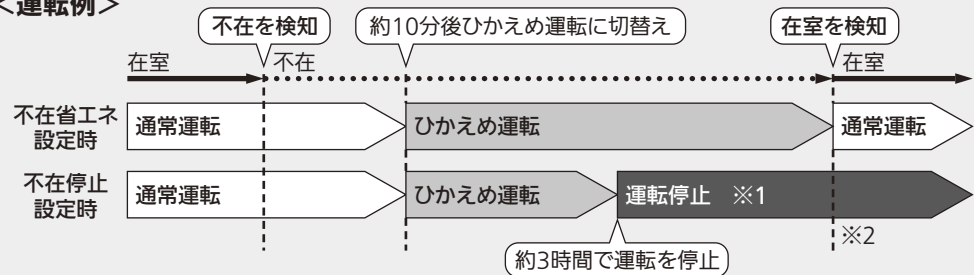 ＜運転例＞
不在を検知
約10分後ひかえめ運転に切替え
在室を検知
在室
不在
在室
不在省エネ
設定時
通常運転
ひかえめ運転
通常運転
不在停止
設定時
通常運転
ひかえめ運転
運転停止 ※1
※2
約3時間で運転を停止